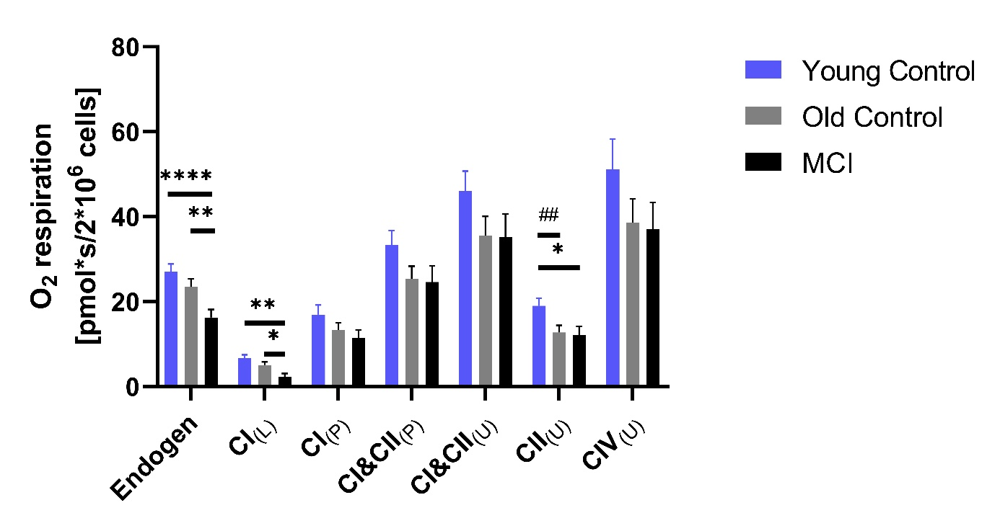 O2 respiration
[pmol*s/2*10^6 cells]
80
60
40
20
0
****
**
**
*
##
*
Endogen
CI(L)
CI(P)
CI&CII(P)
CI&CII(U)
CII(U)
CIV(U)
Young Control
Old Control
MCI